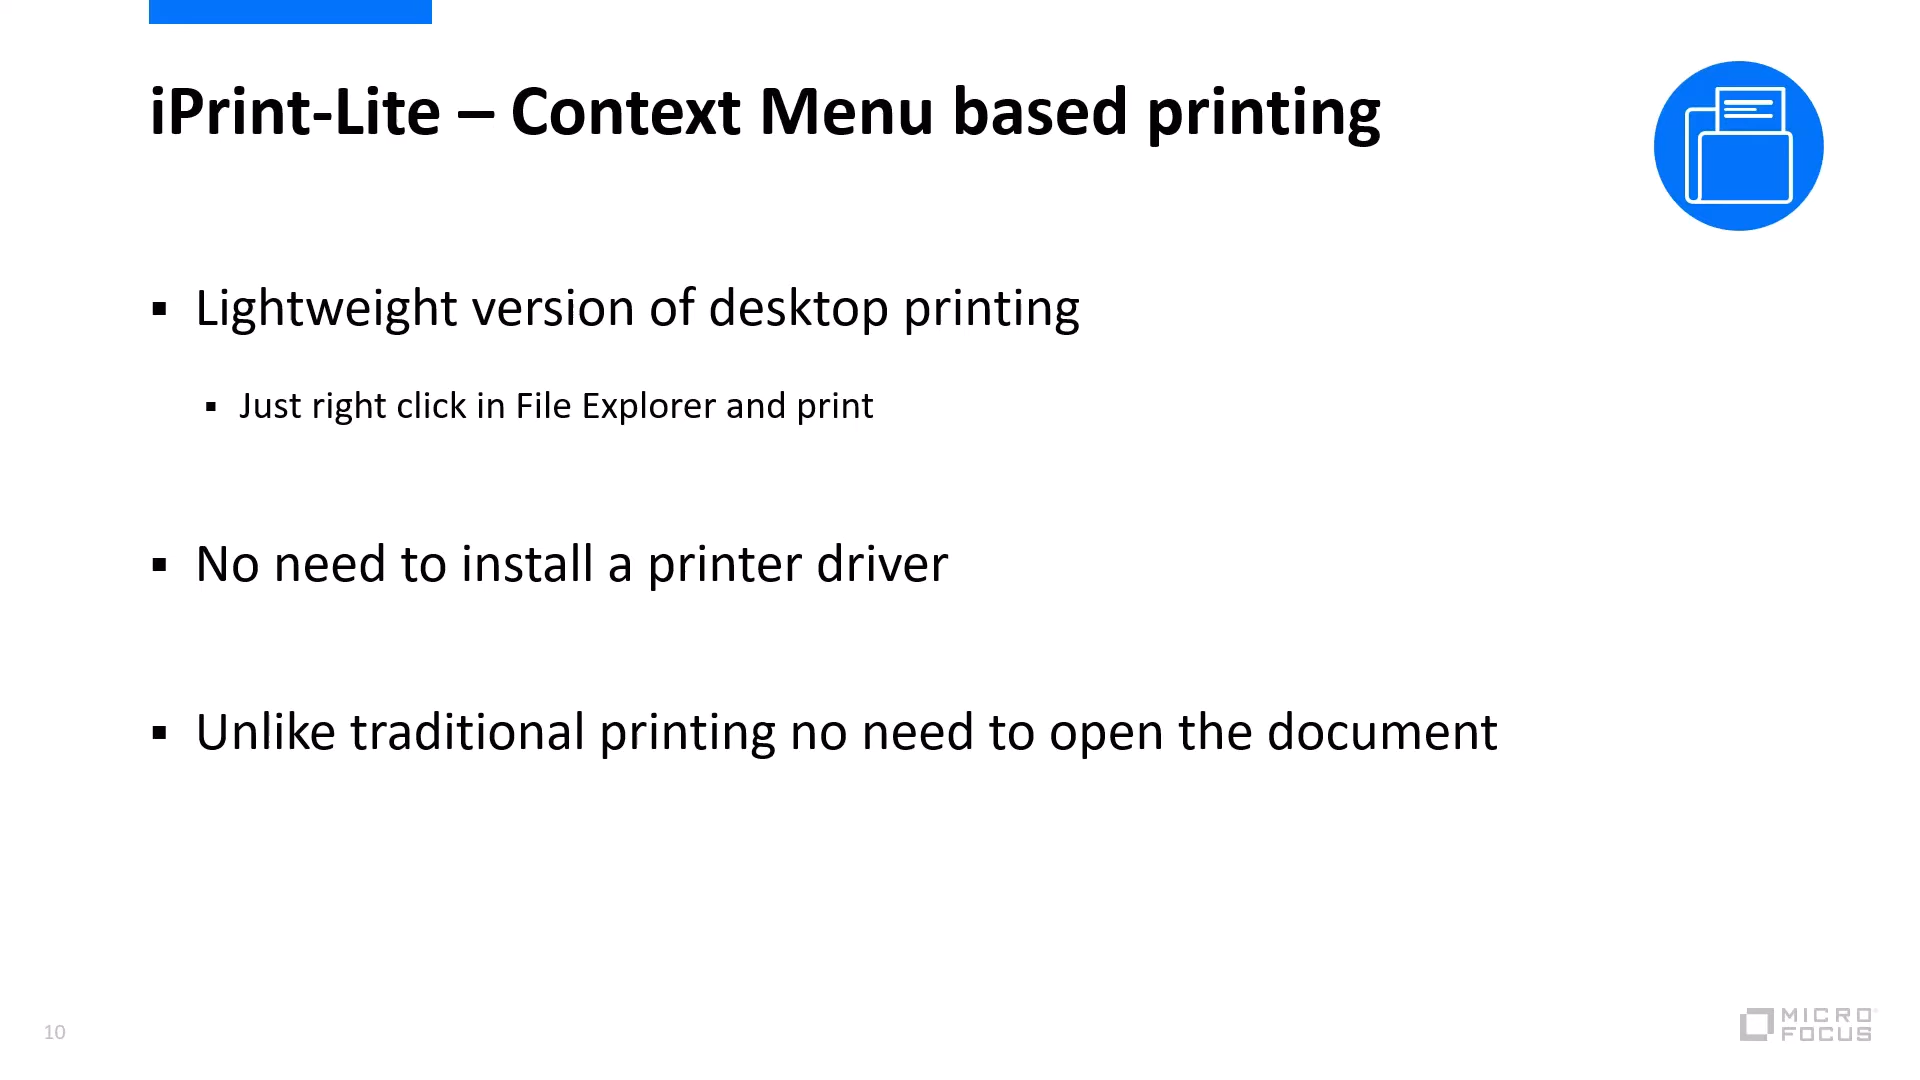 iPrint-Lite – Context Menu based printing
▪ Lightweight version of desktop printing
▪ Just right click in File Explorer and print
▪ No need to install a printer driver
▪ Unlike traditional printing no need to open the document
10
MICRO
FOCUS